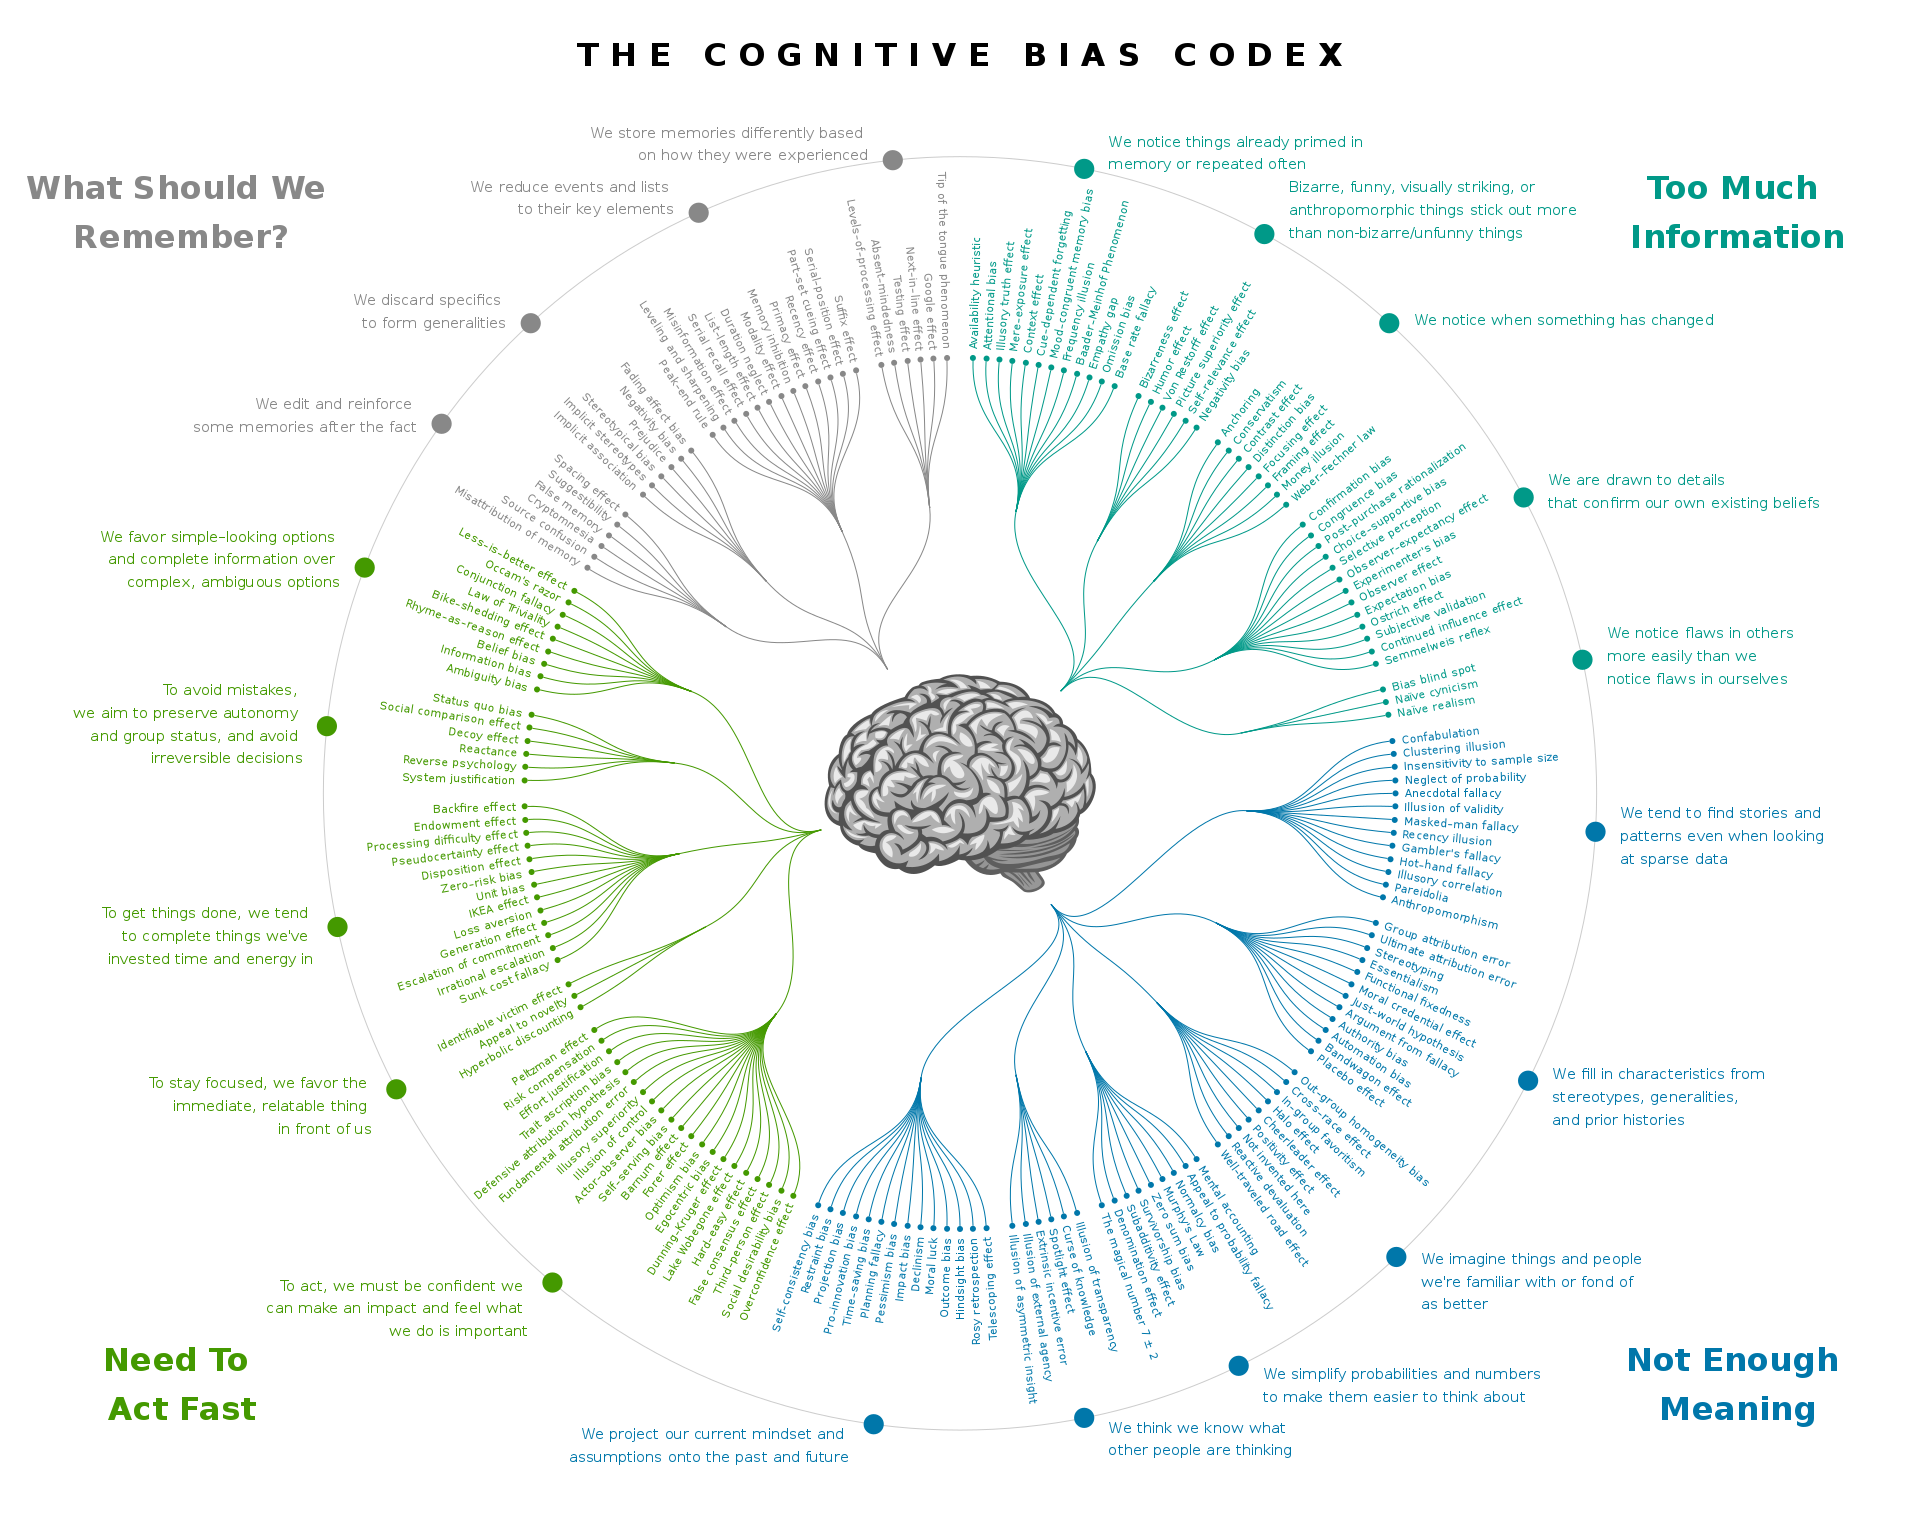 THE COGNITIVE BIAS CODEX
Too Much
Information
We notice things already primed in
memory or repeated often
Availability heuristic
Attentional bias
Illusory truth effect
Mere-exposure effect
Context effect
Cue-dependent forgetting
Mood-congruent memory bias
Frequency illusion
Baader-Meinhof Phenomenon
Empathy gap
Omission bias
Base rate fallacy
Bizarre, funny, visually striking, or
anthropomorphic things stick out more
than non-bizarre/unfunny things
Bizarreness effect
Humor effect
Von Restorff effect
Picture superiority effect
Self-relevance effect
Negativity bias
We notice when something has changed
Anchoring
Conservatism
Contrast effect
Distinction bias
Focusing effect
Framing effect
Money illusion
Weber-Fechner law
We are drawn to details
that confirm our own existing beliefs
Confirmation bias
Congruence bias
Post-purchase rationalization
Choice-supportive bias
Selective perception
Observer-expectancy effect
Experimenter's bias
Observer effect
Expectation bias
Ostrich effect
Subjective validation
Continued influence effect
Semmelweis reflex
We notice flaws in others
more easily than we
notice flaws in ourselves
Bias blind spot
Naïve cynicism
Naïve realism
Not Enough
Meaning
We tend to find stories and
patterns even when looking
at sparse data
Confabulation
Clustering illusion
Insensitivity to sample size
Neglect of probability
Anecdotal fallacy
Illusion of validity
Masked-man fallacy
Recency illusion
Gambler's fallacy
Hot-hand fallacy
Illusory correlation
Pareidolia
Anthropomorphism
We fill in characteristics from
stereotypes, generalities,
and prior histories
Group attribution error
Ultimate attribution error
Stereotyping
Essentialism
Functional fixedness
Moral credential effect
Just-world hypothesis
Argument from fallacy
Authority bias
Automation bias
Bandwagon effect
Placebo effect
We imagine things and people
we're familiar with or fond of
as better
Out-group homogeneity bias
Cross-race effect
In-group favoritism
Halo effect
Cheerleader effect
Positivity effect
Not invented here
Reactive devaluation
Well-traveled road effect
We simplify probabilities and numbers
to make them easier to think about
Mental accounting
Appeal to probability fallacy
Normalcy bias
Murphy's Law
Zero sum bias
Survivorship bias
Subadditivity effect
Denomination effect
The magical number 7 ± 2
We think we know what
other people are thinking
Illusion of transparency
Curse of knowledge
Spotlight effect
Extrinsic incentive error
Illusion of external agency
Illusion of asymmetric insight
We project our current mindset and
assumptions onto the past and future
Telescoping effect
Rosy retrospection
Hindsight bias
Outcome bias
Moral luck
Declinism
Impact bias
Pessimism bias
Planning fallacy
Time-saving bias
Pro-innovation bias
Projection bias
Restraint bias
Self-consistency bias
Need To
Act Fast
To act, we must be confident we
can make an impact and feel what
we do is important
Overconfidence effect
Social desirability bias
Third-person effect
False consensus effect
Hard-easy effect
Lake Wobegone effect
Dunning-Kruger effect
Egocentric bias
Optimism bias
Forer effect
Barnum effect
Self-serving bias
Actor-observer bias
Illusion of control
Illusory superiority
Fundamental attribution error
Defensive attribution hypothesis
Trait ascription bias
Effort justification
Risk compensation
Peltzman effect
To stay focused, we favor the
immediate, relatable thing
in front of us
Hyperbolic discounting
Appeal to novelty
Identifiable victim effect
To get things done, we tend
to complete things we've
invested time and energy in
Sunk cost fallacy
Irrational escalation
Escalation of commitment
Generation effect
Loss aversion
IKEA effect
Unit bias
Zero-risk bias
Disposition effect
Pseudocertainty effect
Processing difficulty effect
Endowment effect
Backfire effect
To avoid mistakes,
we aim to preserve autonomy
and group status, and avoid
irreversible decisions
System justification
Reverse psychology
Reactance
Decoy effect
Social comparison effect
Status quo bias
We favor simple-looking options
and complete information over
complex, ambiguous options
Ambiguity bias
Information bias
Belief bias
Rhyme-as-reason effect
Bike-shedding effect
Law of Triviality
Conjunction fallacy
Occam's razor
Less-is-better effect
What Should We
Remember?
We edit and reinforce
some memories after the fact
Misattribution of memory
Source confusion
Cryptomnesia
False memory
Suggestibility
Spacing effect
We discard specifics
to form generalities
Implicit association
Implicit stereotypes
Stereotypical bias
Prejudice
Negativity bias
Fading affect bias
We reduce events and lists
to their key elements
Peak-end rule
Leveling and sharpening
Misinformation effect
Serial recall effect
List-length effect
Duration neglect
Modality effect
Memory inhibition
Primacy effect
Recency effect
Part-set cueing effect
Serial-position effect
Suffix effect
We store memories differently based
on how they were experienced
Levels-of-processing effect
Absent-mindedness
Testing effect
Next-in-line effect
Google effect
Tip of the tongue phenomenon